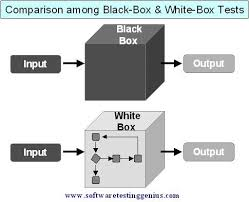 Comparison among Black-Box & White-Box Tests
Black
Box
Input
Output
White
Box
Input
Output
www.softwaretestinggenius.com